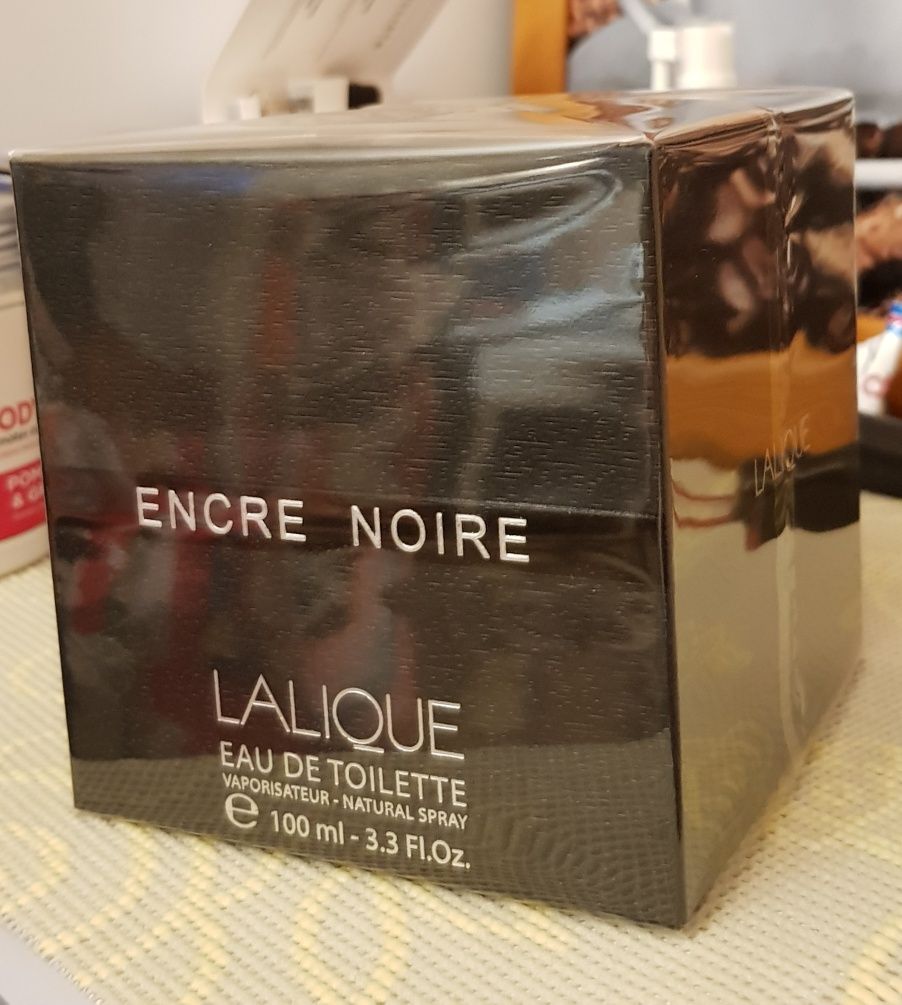 ENCRE NOIRE
LALIQUE
EAU DE TOILETTE
VAPORISATEUR - NATURAL SPRAY
e 100 ml - 3.3 Fl.Oz.
LALIQUE